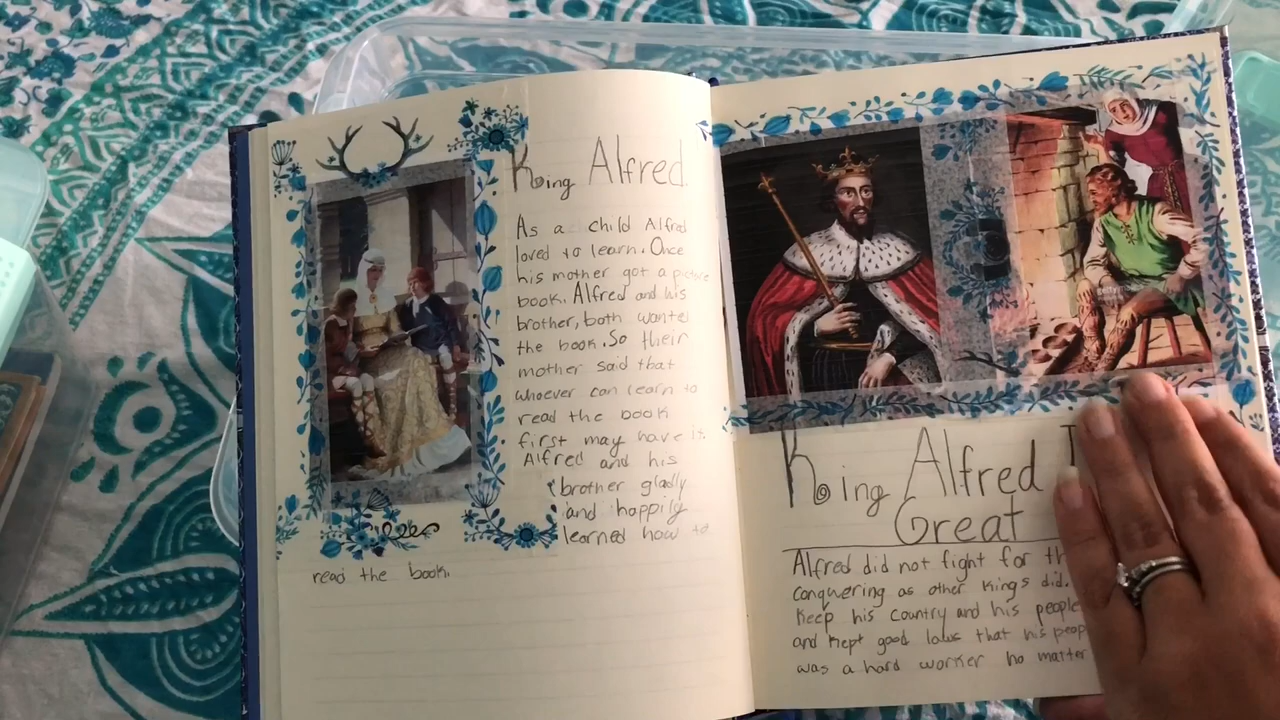 King Alfred.
As a child Alfred
loved to learn. Once
his mother got a picture
book. Alfred and his
brother, both wanted
the book. So their
mother said that
whoever can learn to
read the book
first may have it.
Alfred and his
brother gladly
and happily
learned how to
read the book.
King Alfred
Great
Alfred did not fight for
conquering as other kings did.
Keep his country and his people
and kept good laws that his
was a hard worker no matter